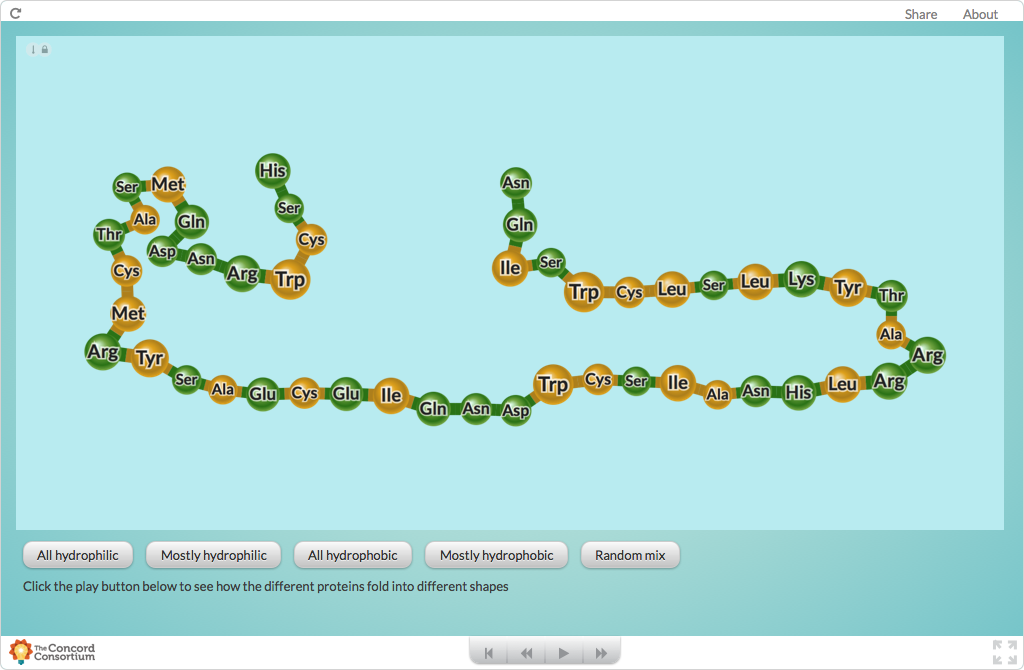 Share About
His
Ser
Cys
Trp
Arg
Asn
Asp
Gln
Met
Ser
Ala
Thr
Cys
Met
Arg
Tyr
Ser
Ala
Glu
Cys
Glu
Ile
Gln
Asn
Asp
Trp
Cys
Ser
Ile
Ala
Asn
His
Leu
Arg
Arg
Ala
Thr
Tyr
Lys
Leu
Ser
Leu
Cys
Trp
Ser
Ile
Gln
Asn
All hydrophilic Mostly hydrophilic All hydrophobic Mostly hydrophobic Random mix
Click the play button below to see how the different proteins fold into different shapes
The Concord
Consortium